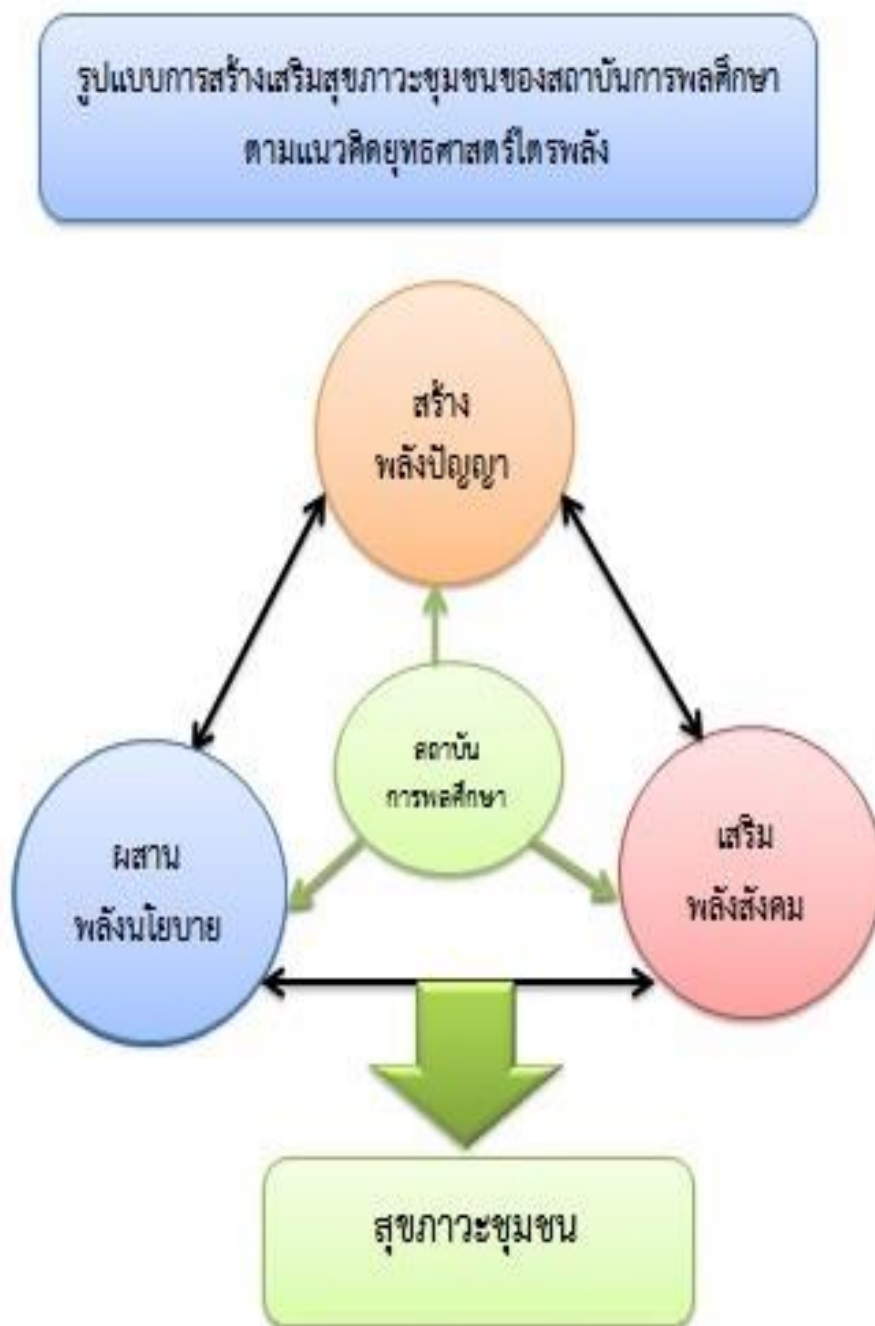 รูปแบบการสร้างเสริมสุขภาวะชุมชนของสถาบันการพลศึกษา
ตามแนวคิดยุทธศาสตร์ไตรพลัง
สร้าง
พลังปัญญา
สถาบัน
การพลศึกษา
ผสาน
พลังนโยบาย
เสริม
พลังสังคม
สุขภาวะชุมชน